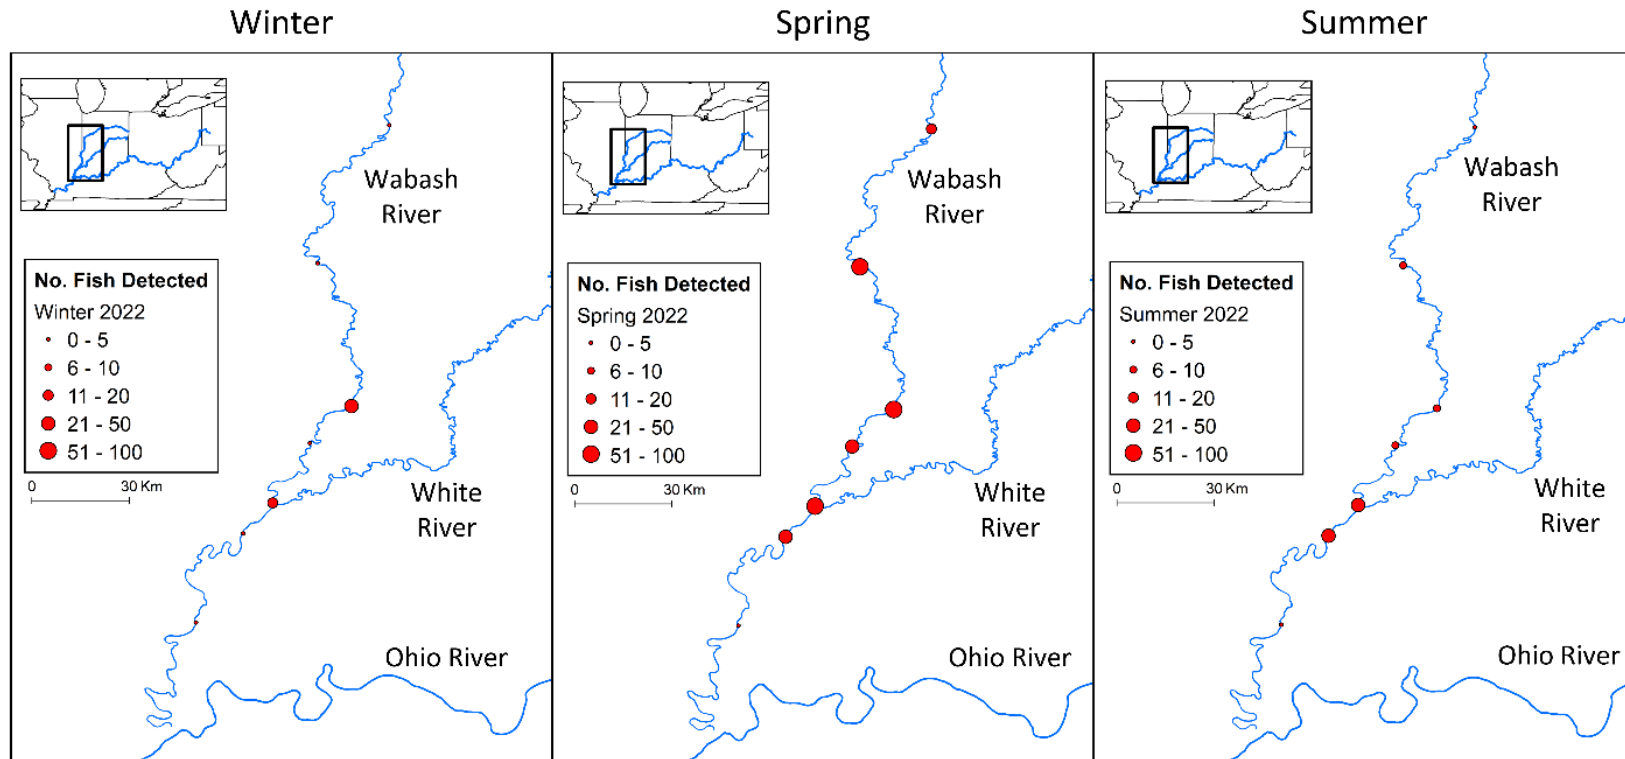 Winter
Spring
Summer
Wabash
River
No. Fish Detected
Winter 2022
0 - 5
6 - 10
11 - 20
21 - 50
51 - 100
0
30 Km
White
River
Ohio River
Wabash
River
No. Fish Detected
Spring 2022
0 - 5
6 - 10
11 - 20
21 - 50
51 - 100
0
30 Km
White
River
Ohio River
Wabash
River
No. Fish Detected
Summer 2022
0 - 5
6 - 10
11 - 20
21 - 50
51 - 100
0
30 Km
White
River
Ohio River